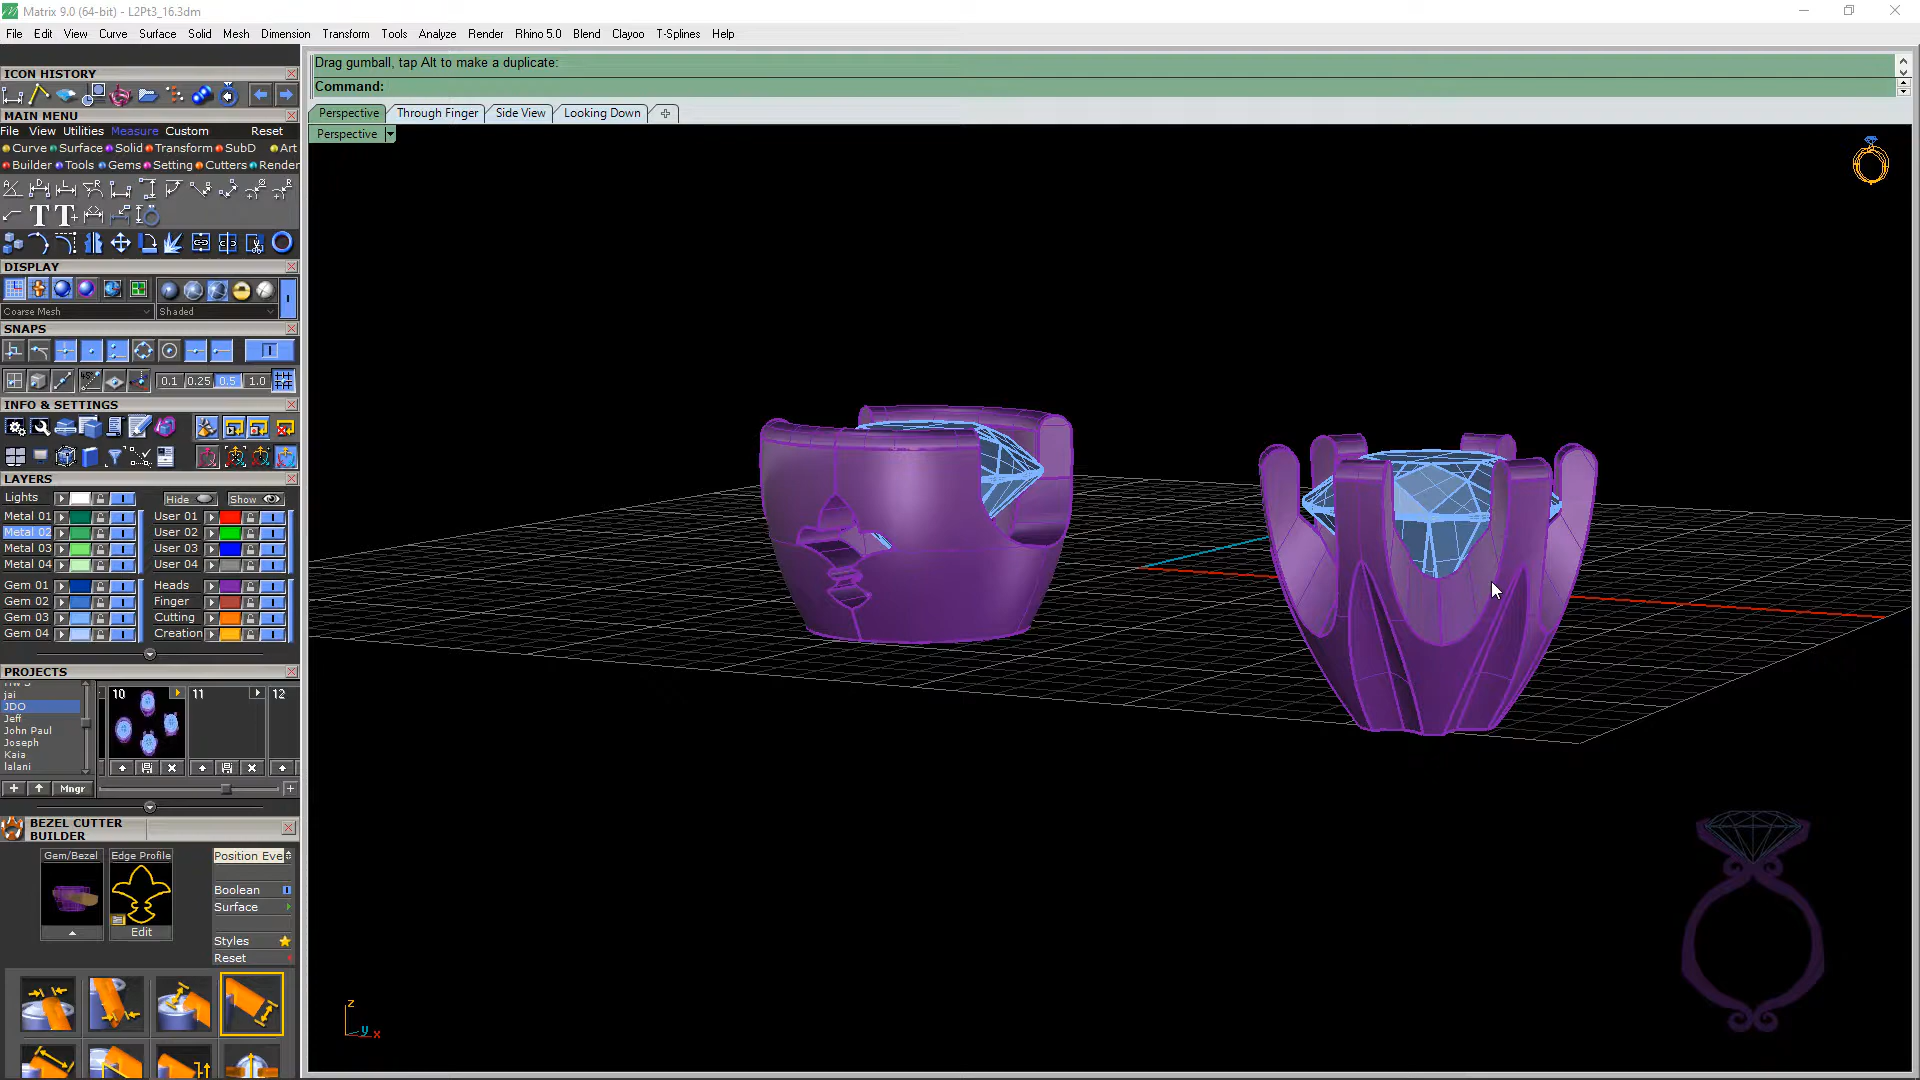 Matrix 9.0 (64-bit) - L2Pt3_16.3dm
File Edit View Curve Surface Solid Mesh Dimension Transform Tools Analyze Render Rhino 5.0 Blend Clayoo T-Splines Help
ICON HISTORY
Drag gumball, tap Alt to make a duplicate:
Command:
MAIN MENU
File View Utilities Measure Custom Reset
Curve Surface Solid Transform SubD Art
Builder Tools Gems Setting Cutters Render
Perspective Through Finger Side View Looking Down
Perspective
DISPLAY
Coarse Mesh Shaded
SNAPS
0.1 0.25 0.5 1.0
INFO & SETTINGS
LAYERS
Lights Hide Show
Metal 01 User 01
Metal 02 User 02
Metal 03 User 03
Metal 04 User 04
Gem 01 Heads
Gem 02 Finger
Gem 03 Cutting
Gem 04 Creation
PROJECTS
jai
JDO
Jeff
John Paul
Joseph
Kaia
lalani
10 11 12
Mngr
BEZEL CUTTER
BUILDER
Gem/Bezel Edge Profile Position Eve
Boolean
Surface
Edit
Styles
Reset
z
y
x